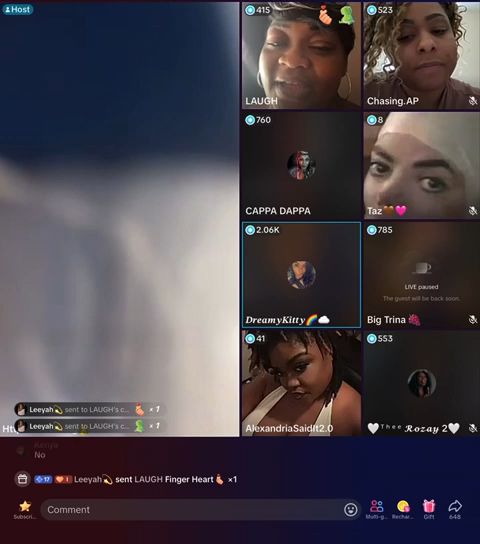 Host
415
LAUGH
523
Chasing.AP
760
CAPPA DAPPA
8
Taz🤎🩷
2.06K
DreamyKitty🌈☁️
785
LIVE paused
The guest will be back soon.
Big Trina 🍇
41
AlexandriaSaidIt2.0
553
🤍ᵀʰᵉᵉ 𝓡𝓸𝔃𝓪𝔂 2🤍
Leeyah💫 sent to LAUGH's c... × 1
Leeyah💫 sent to LAUGH's c... × 1
No
17 1 Leeyah💫 sent LAUGH Finger Heart ×1
Comment
Subscri...
Multi-g...
Rechar...
Gift
648